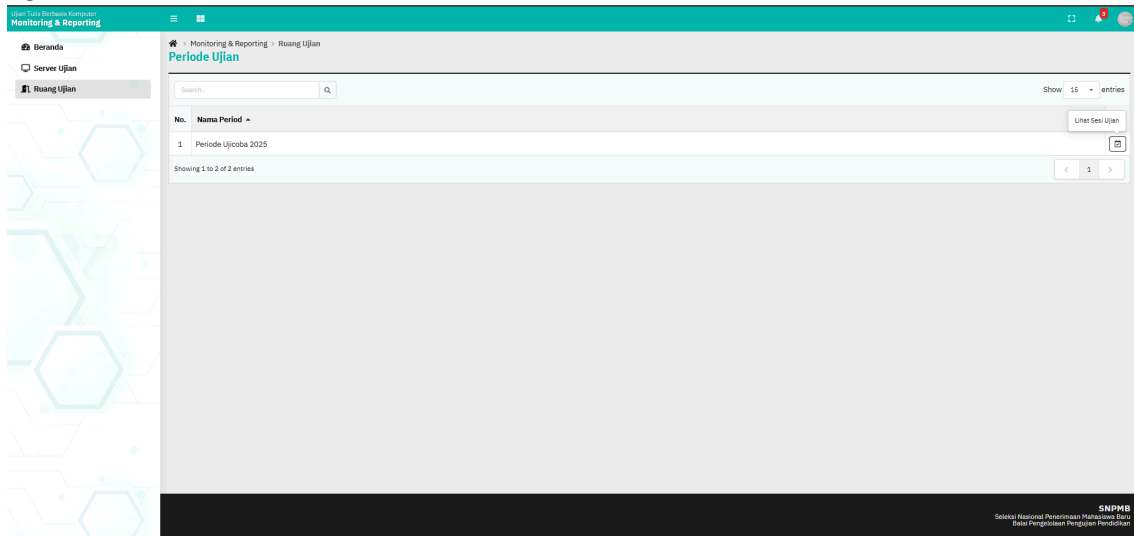 Ujian Tulis Berbasis Komputer
Monitoring & Reporting
3
Beranda
Server Ujian
Ruang Ujian
Monitoring & Reporting > Ruang Ujian
Periode Ujian
Search..
Show 15 entries
No. Nama Period
Lihat Sesi Ujian
1 Periode Ujicoba 2025
Showing 1 to 2 of 2 entries
< 1 >
SNPMB
Seleksi Nasional Penerimaan Mahasiswa Baru
Balai Pengelolaan Pengujian Pendidikan